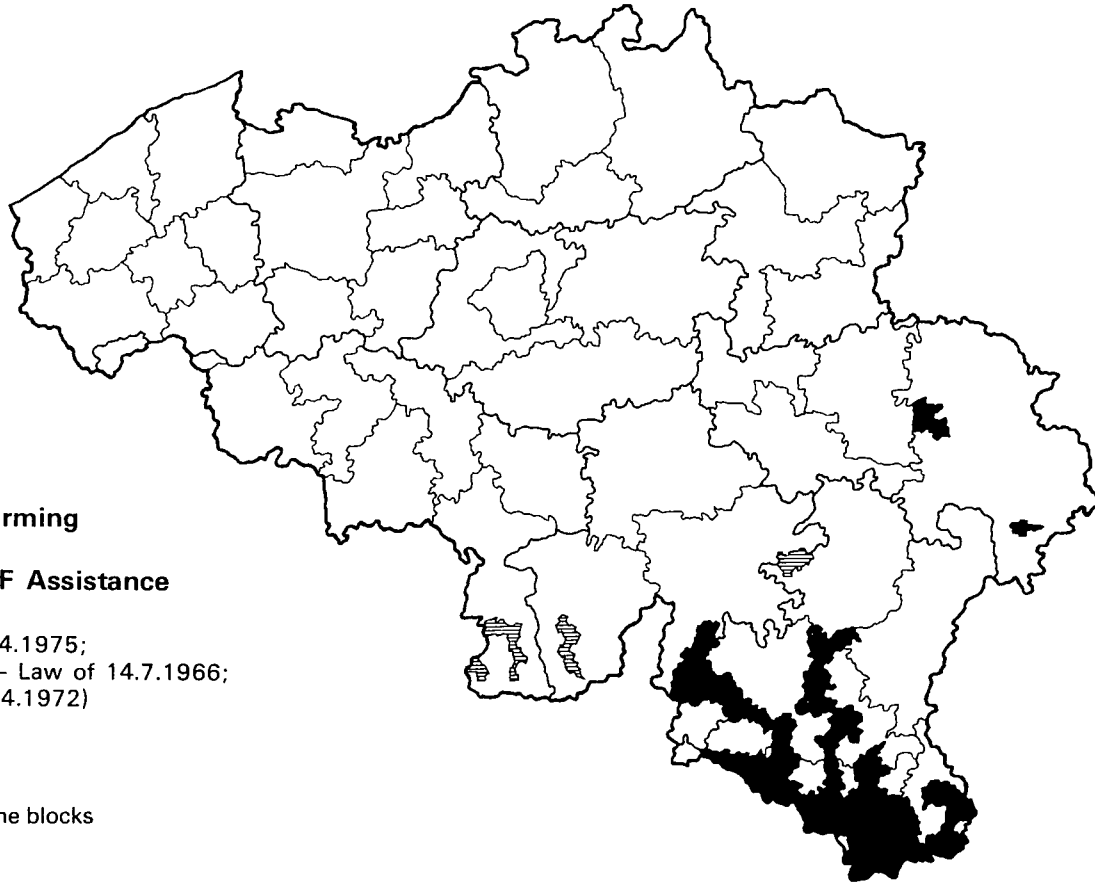 rming
F Assistance
4.1975;
– Law of 14.7.1966;
4.1972)
ne blocks